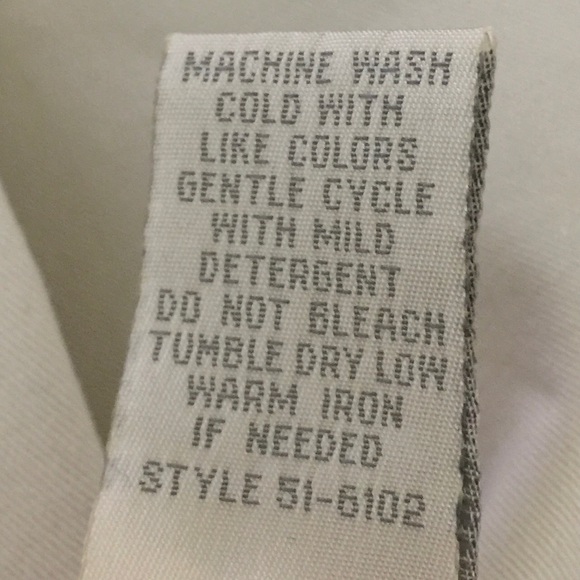 MACHINE WASH
COLD WITH
LIKE COLORS
GENTLE CYCLE
WITH MILD
DETERGENT
DO NOT BLEACH
TUMBLE DRY LOW
WARM IRON
IF NEEDED
STYLE 51-6102